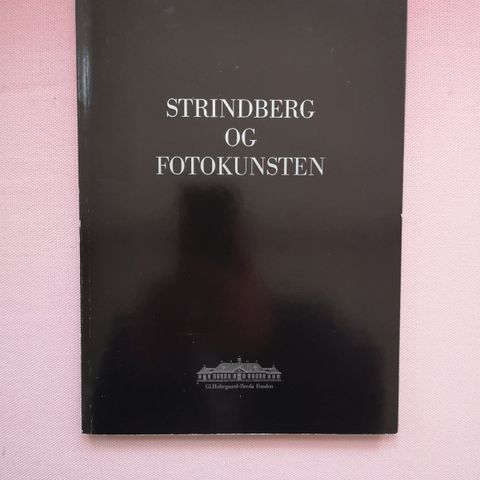 STRINDBERG
OG
FOTOKUNSTEN
Gl.Holtegaard-Breda Fonden